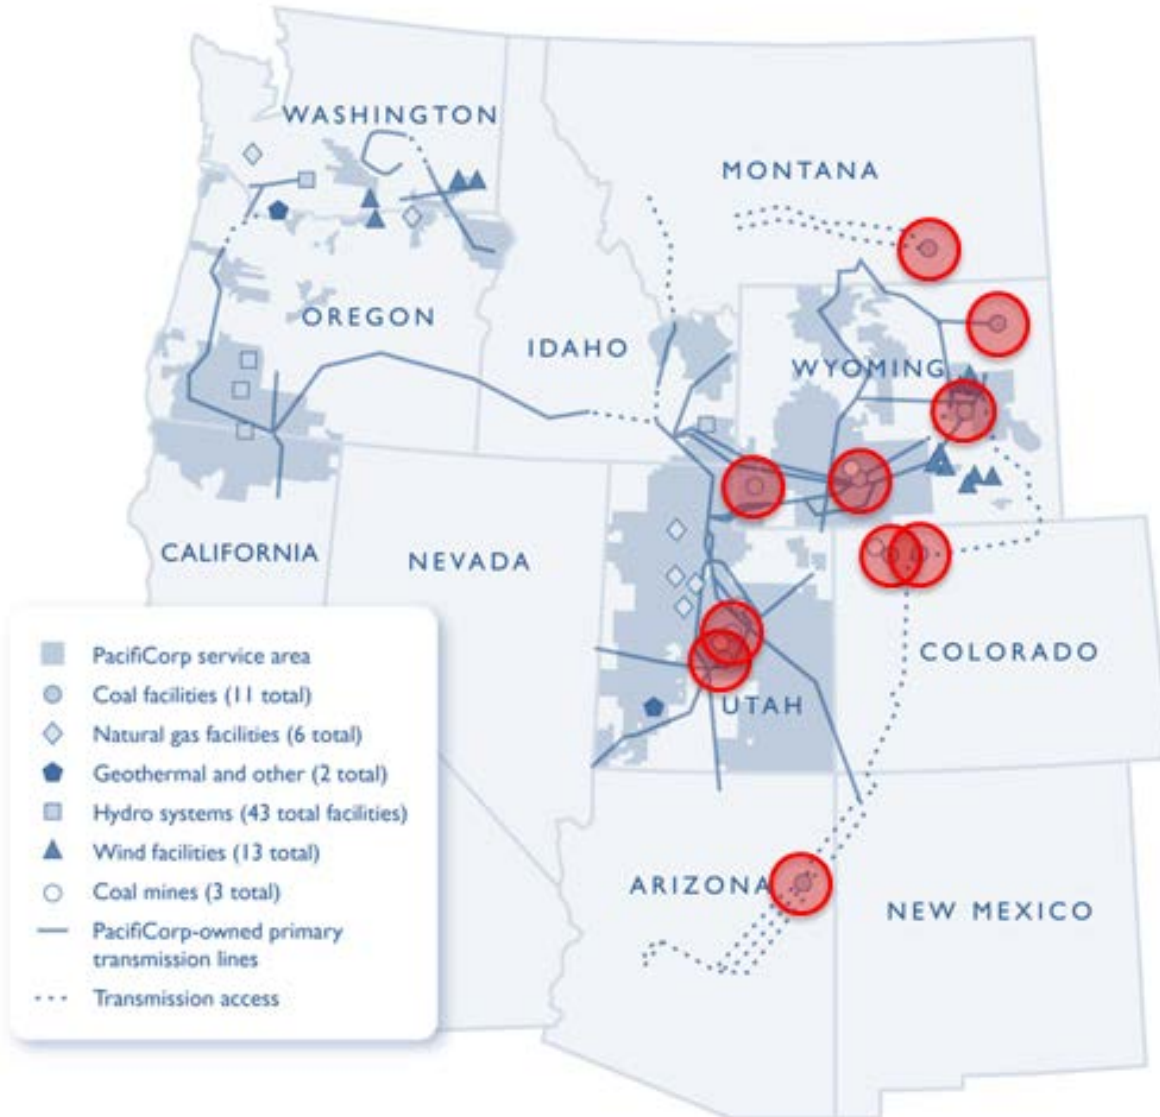 WASHINGTON
MONTANA
OREGON
IDAHO
WYOMING
CALIFORNIA
NEVADA
COLORADO
UTAH
ARIZONA
NEW MEXICO
PacifiCorp service area
Coal facilities (11 total)
Natural gas facilities (6 total)
Geothermal and other (2 total)
Hydro systems (43 total facilities)
Wind facilities (13 total)
Coal mines (3 total)
PacifiCorp-owned primary
transmission lines
Transmission access